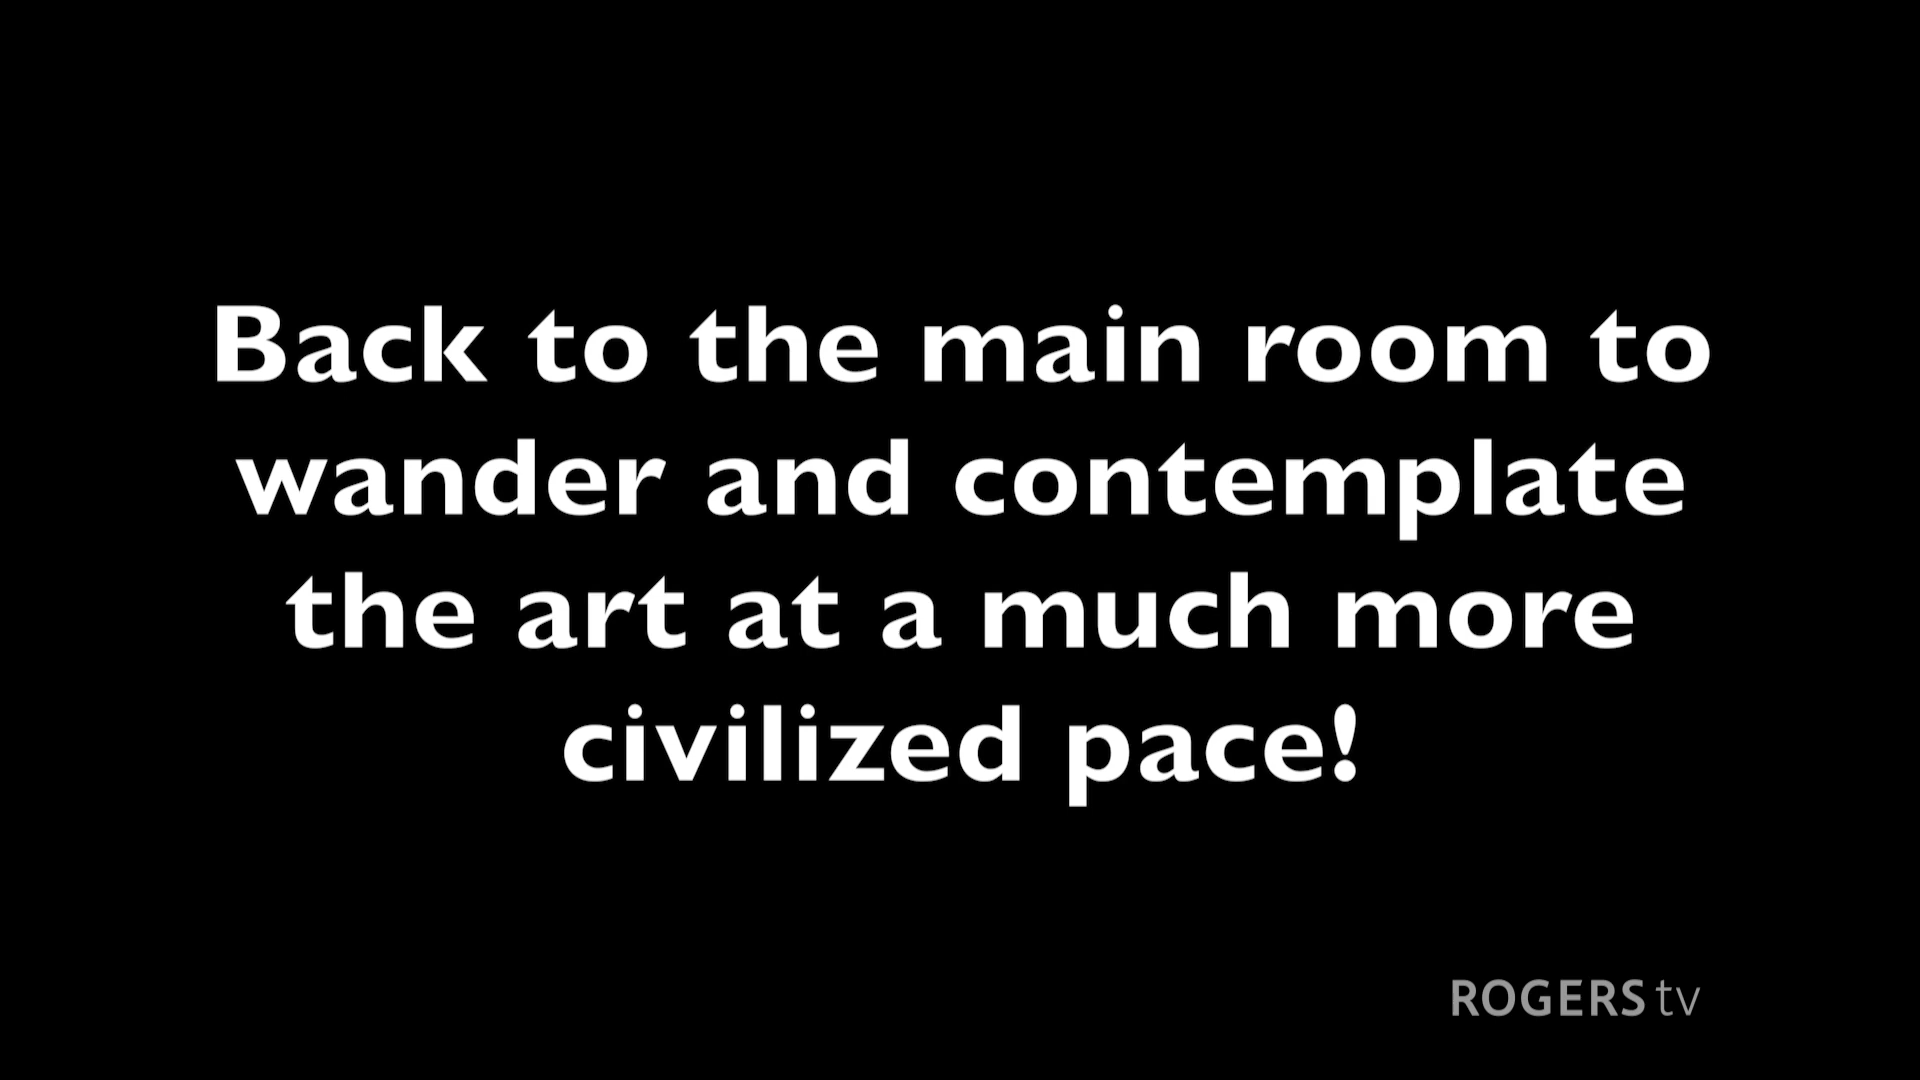 Back to the main room to
wander and contemplate
the art at a much more
civilized pace!
ROGERS tv